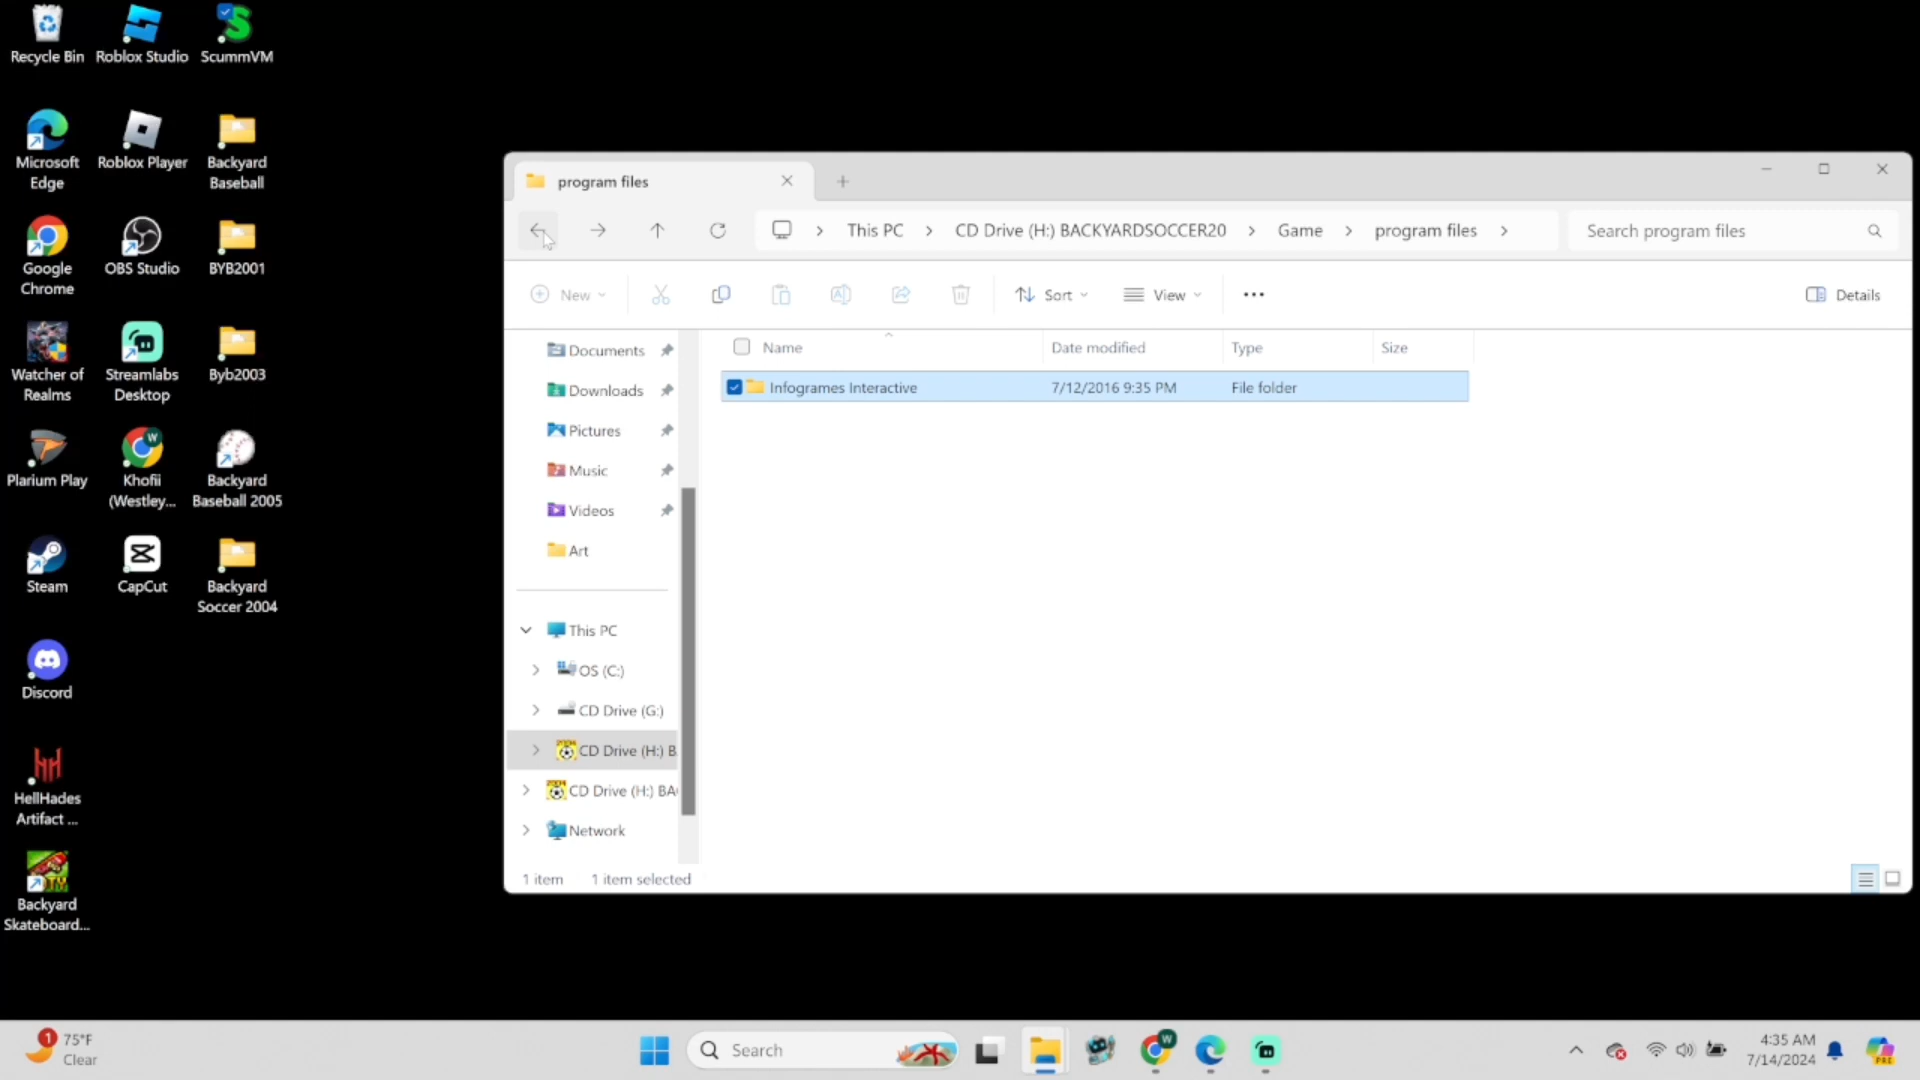 Recycle Bin
Roblox Studio
ScummVM
Microsoft
Edge
Roblox Player
Backyard
Baseball
Google
Chrome
OBS Studio
BYB2001
Watcher of
Realms
Streamlabs
Desktop
Byb2003
Plarium Play
Khofii
(Westley...
Backyard
Baseball 2005
Steam
CapCut
Backyard
Soccer 2004
Discord
HellHades
Artifact ...
Backyard
Skateboard...
program files
This PC > CD Drive (H:) BACKYARDSOCCER20 > Game > program files >
Search program files
New
Sort
View
Details
Documents
Downloads
Pictures
Music
Videos
Art
This PC
OS (C:)
CD Drive (G:)
CD Drive (H:) B
CD Drive (H:) BA
Network
Name Date modified Type Size
Infogrames Interactive 7/12/2016 9:35 PM File folder
1 item 1 item selected
1
75°F
Clear
Search
W
4:35 AM
7/14/2024
PRE